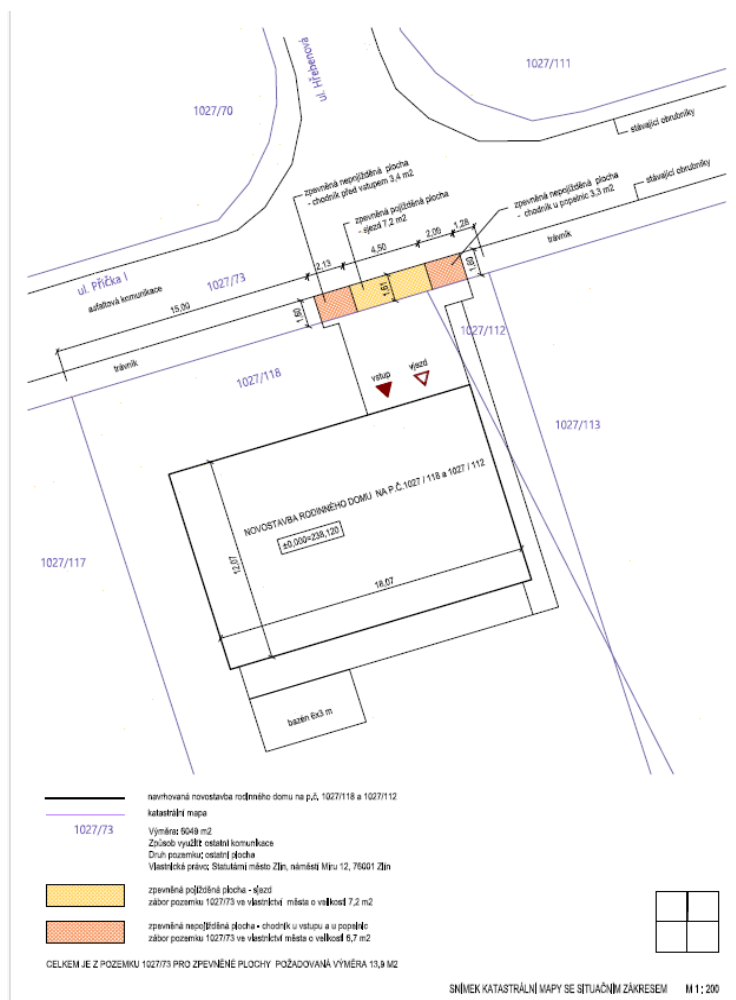 1027/111
ul. Hřebenová
1027/70
stávající obrubníky
zpevněná nepojížděná plocha
- chodník před vstupem 3,4 m2
zpevněná pojížděná plocha
- sjezd 7,2 m2
zpevněná nepojížděná plocha
- chodník u popelnic 3,3 m2
stávající obrubníky
trávník
2,13
4,50
2,05
1,28
1,60
1,61
1,60
ul. Příčka I
1027/73
asfaltová komunikace
15,00
trávník
1027/118
1027/112
vstup
vjezd
1027/113
NOVOSTAVBA RODINNÉHO DOMU NA P.Č.1027 / 118 a 1027 / 112
±0,000=238,120
1027/117
12,07
18,07
bazén 6x3 m
navrhovaná novostavba rodinného domu na p.č. 1027/118 a 1027/112
katastrální mapa
1027/73
Výměra: 5049 m2
Způsob využití: ostatní komunikace
Druh pozemku: ostatní plocha
Vlastnické právo: Statutární město Zlín, náměstí Míru 12, 76001 Zlín
zpevněná pojížděná plocha - sjezd
zábor pozemku 1027/73 ve vlastnictví města o velikosti 7,2 m2
zpevněná nepojížděná plocha - chodník u vstupu a u popelnic
zábor pozemku 1027/73 ve vlastnictví města o velikosti 6,7 m2
CELKEM JE Z POZEMKU 1027/73 PRO ZPEVNĚNÉ PLOCHY POŽADOVANÁ VÝMĚRA 13,9 M2
SNÍMEK KATASTRÁLNÍ MAPY SE SITUAČNÍM ZÁKRESEM M 1 : 200